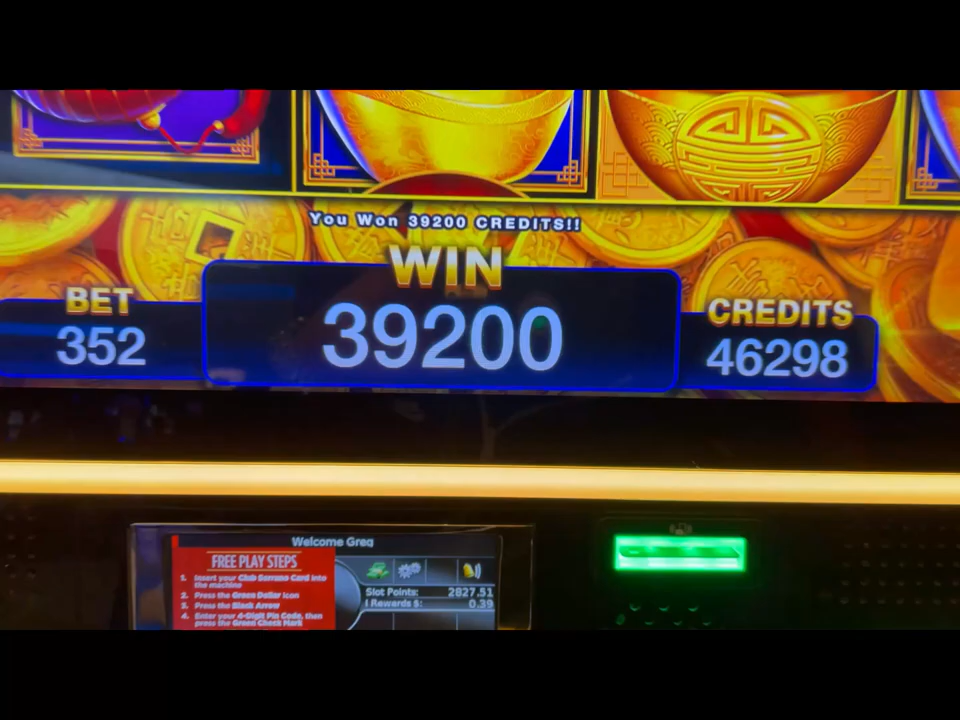 You Won 39200 CREDITS!!
WIN
39200
BET
352
CREDITS
46298
Welcome Greg
FREE PLAY STEPS
1. Insert your Club Serrano Card into
the machine
2. Press the Green Dollar Icon
3. Press the Black Arrow
4. Enter your 4-Digit Pin Code, then
press the Green Check Mark
Slot Points: 2827.51
Rewards $: 0.39